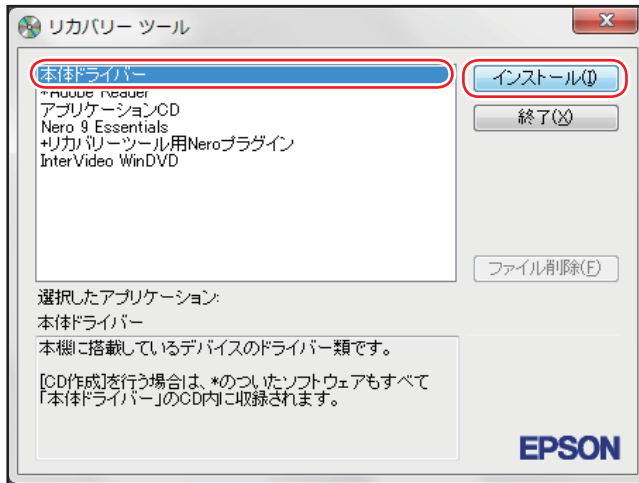 リカバリー ツール
本体ドライバー
*Adobe Reader
アプリケーションCD
Nero 9 Essentials
+リカバリーツール用Neroプラグイン
InterVideo WinDVD
インストール(I)
終了(X)
ファイル削除(F)
選択したアプリケーション:
本体ドライバー
本機に搭載しているデバイスのドライバー類です。
[CD作成]を行う場合は、*のついたソフトウェアもすべて
「本体ドライバー」のCD内に収録されます。
EPSON